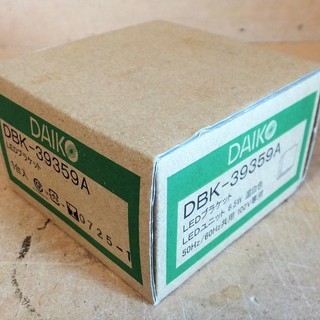 DAIKO
DBK-39359A
LEDブラケット
1台入
0725-1
DAIKO
DBK-39359A
LEDブラケット
LEDユニット 6.5W 温白色
50Hz/60Hz共用 100V専用